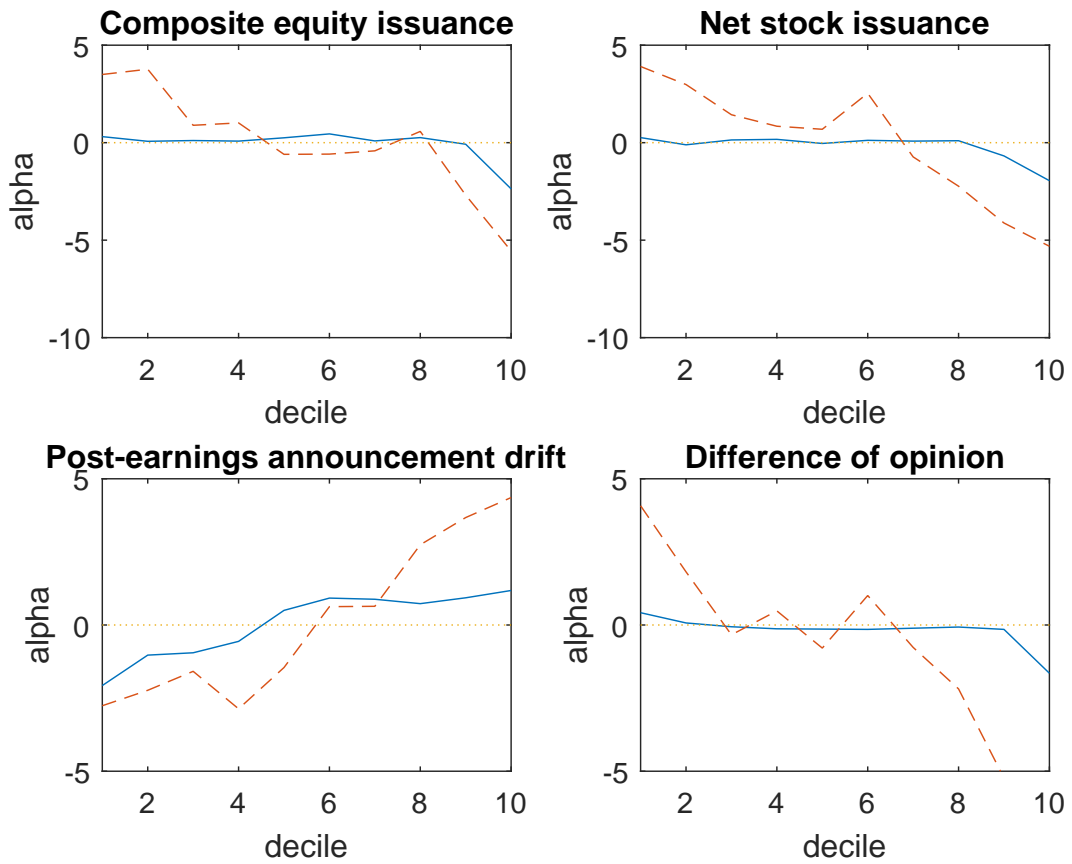 Composite equity issuance
5
0
-5
-10
alpha
2 4 6 8 10
decile
Net stock issuance
5
0
-5
-10
alpha
2 4 6 8 10
decile
Post-earnings announcement drift
5
0
-5
alpha
2 4 6 8 10
decile
Difference of opinion
5
0
-5
alpha
2 4 6 8 10
decile